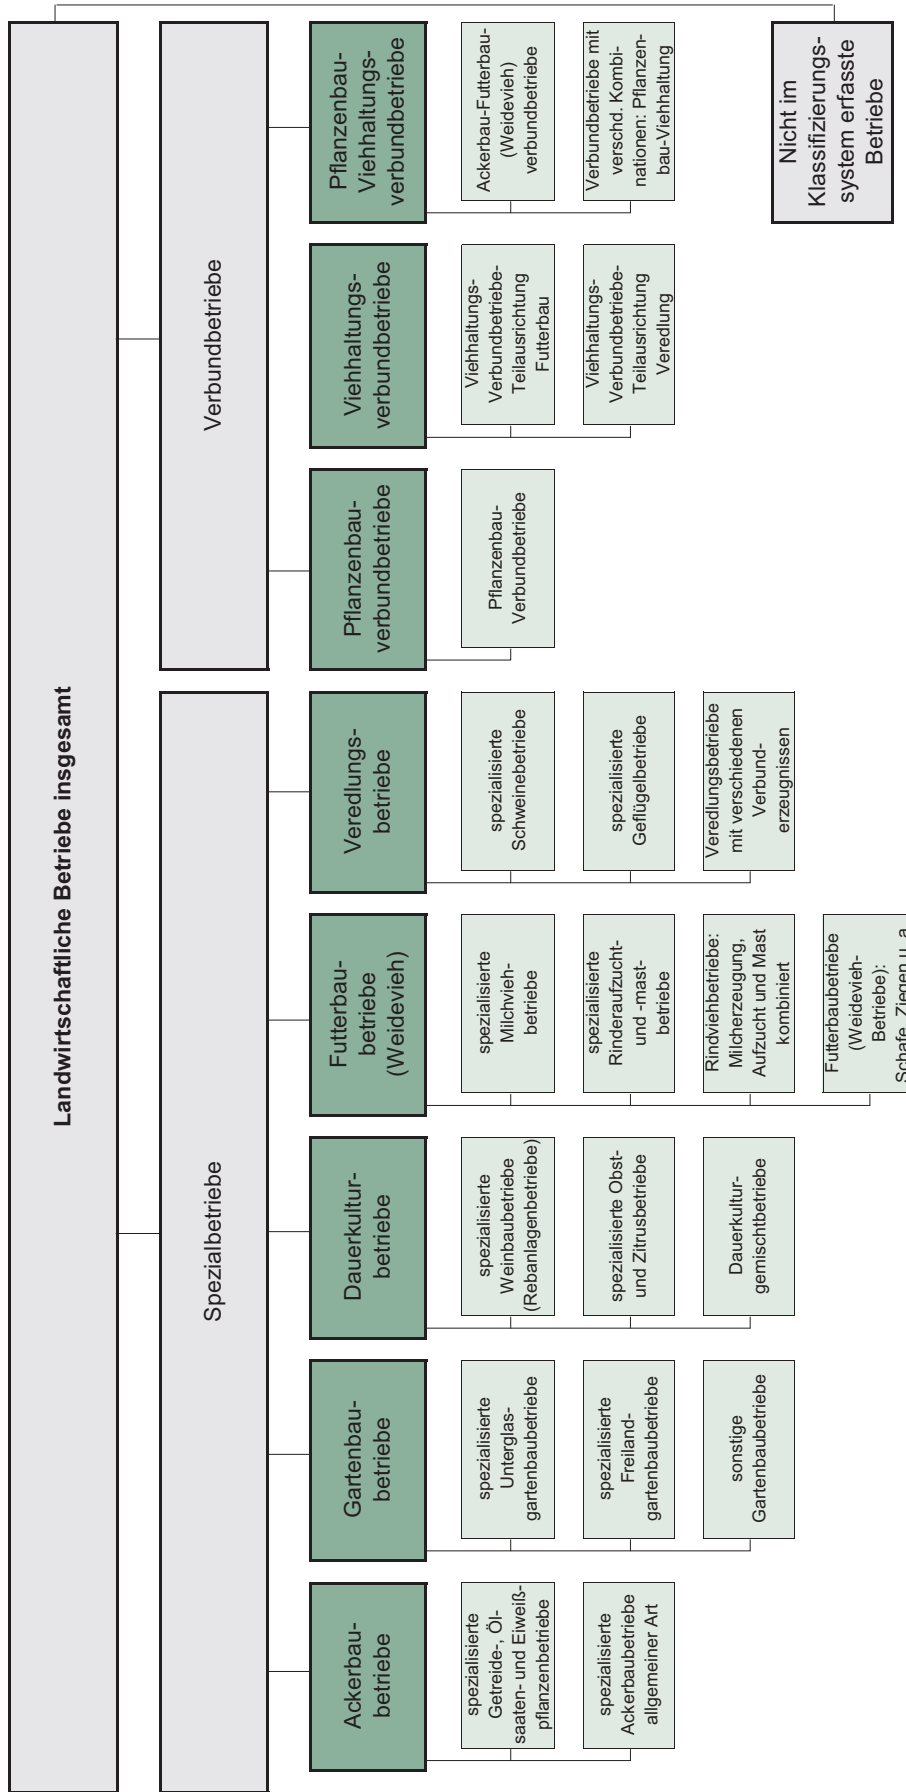 Landwirtschaftliche Betriebe insgesamt
Spezialbetriebe
Verbundbetriebe
Ackerbau-
betriebe
Gartenbau-
betriebe
Dauerkultur-
betriebe
Futterbau-
betriebe
(Weidevieh)
Veredlungs-
betriebe
Pflanzenbau-
verbundbetriebe
Viehhaltungs-
verbundbetriebe
Pflanzenbau-
Viehhaltungs-
verbundbetriebe
spezialisierte
Getreide-, Öl-
saaten- und Eiweiß-
pflanzenbetriebe
spezialisierte
Unterglas-
gartenbaubetriebe
spezialisierte
Weinbaubetriebe
(Rebanlagenbetriebe)
spezialisierte
Milchvieh-
betriebe
spezialisierte
Schweinebetriebe
Pflanzenbau-
Verbundbetriebe
Viehhaltungs-
Verbundbetriebe-
Teilausrichtung
Futterbau
Ackerbau-Futterbau-
(Weidevieh)
verbundbetriebe
spezialisierte
Ackerbaubetriebe
allgemeiner Art
spezialisierte
Freiland-
gartenbaubetriebe
spezialisierte Obst-
und Zitrusbetriebe
spezialisierte
Rinderaufzucht-
und -mast-
betriebe
spezialisierte
Geflügelbetriebe
Viehhaltungs-
Verbundbetriebe-
Teilausrichtung
Veredlung
Verbundbetriebe mit
verschd. Kombi-
nationen: Pflanzen-
bau-Viehhaltung
sonstige
Gartenbaubetriebe
Dauerkultur-
gemischtbetriebe
Rindviehbetriebe:
Milcherzeugung,
Aufzucht und Mast
kombiniert
Veredlungsbetriebe
mit verschiedenen
Verbund-
erzeugnissen
Nicht im
Klassifizierungs-
system erfasste
Betriebe
Futterbaubetriebe
(Weidevieh-
Betriebe):
Schafe, Ziegen u. a.